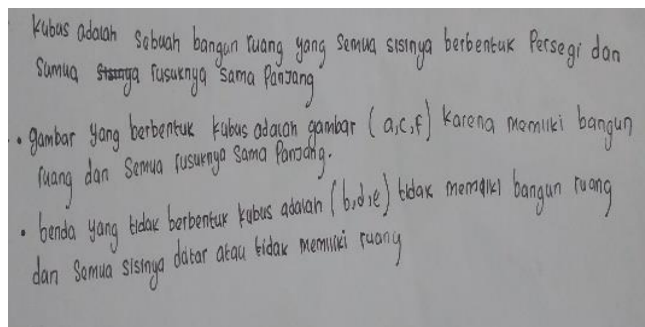 Kubus adalah sebuah bangun ruang yang semua sisinya berbentuk Persegi dan
Sumua rusuknya sama Panjang
• gambar yang berbentuk kubus adalah gambar (a,c,f) karena memiliki bangun
ruang dan Semua rusuknya sama Panjang.
• benda yang tidak berbentuk kubus adalah (b,d,e) tidak memiliki bangun ruang
dan Semua sisinya datar atau tidak memiliki ruang